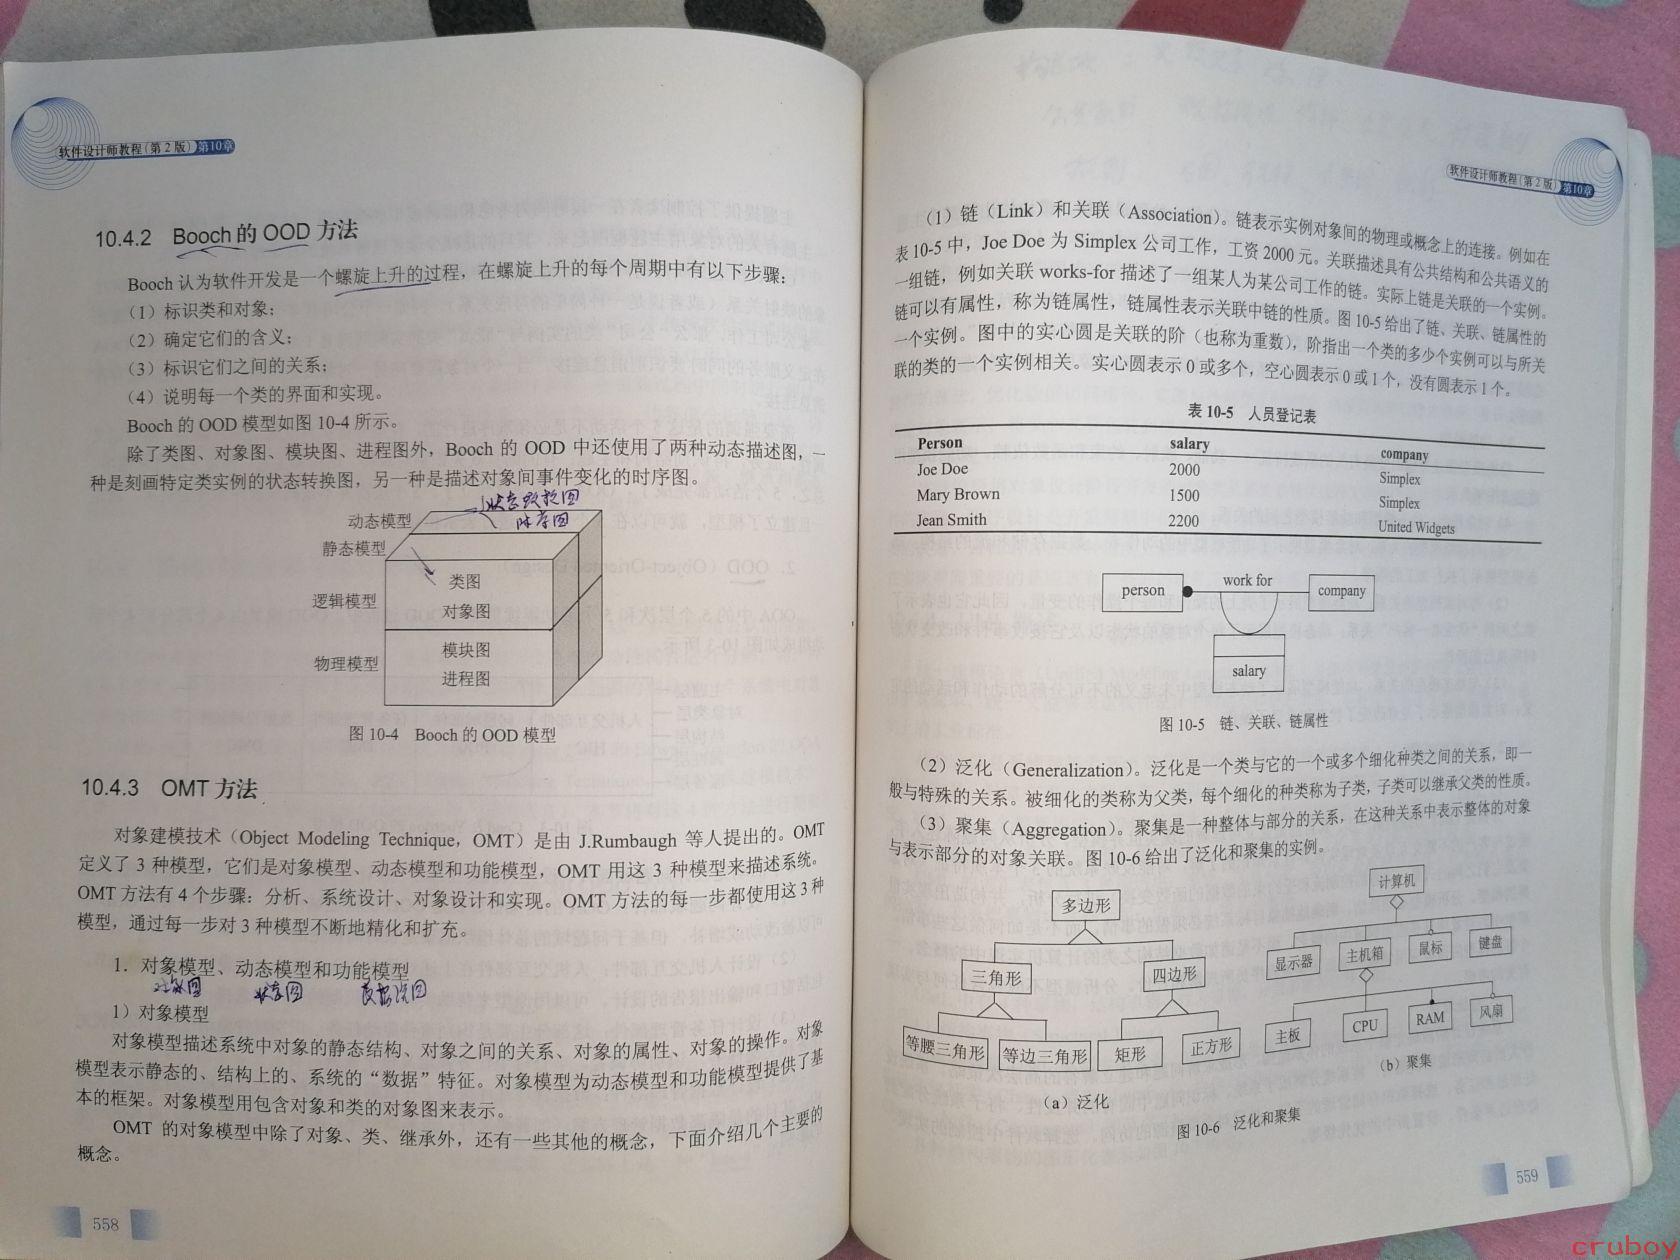 软件设计师教程(第2版) 第10章
10.4.2 Booch的OOD方法
Booch认为软件开发是一个螺旋上升的过程，在螺旋上升的每个周期中有以下步骤：
(1)标识类和对象；
(2)确定它们的含义；
(3)标识它们之间的关系；
(4)说明每一个类的界面和实现。
Booch的OOD模型如图10-4所示。
除了类图、对象图、模块图、进程图外，Booch的OOD中还使用了两种动态描述图，一
种是刻画特定类实例的状态转换图，另一种是描述对象间事件变化的时序图。
状态转换图
时序图
动态模型
静态模型
类图
逻辑模型
对象图
模块图
物理模型
进程图
图10-4 Booch的OOD模型
10.4.3 OMT方法
对象建模技术(Object Modeling Technique，OMT)是由J.Rumbaugh等人提出的。OMT
定义了3种模型，它们是对象模型、动态模型和功能模型，OMT用这3种模型来描述系统。
OMT方法有4个步骤：分析、系统设计、对象设计和实现。OMT方法的每一步都使用这3种
模型，通过每一步对3种模型不断地精化和扩充。
1. 对象模型、动态模型和功能模型
对象图 状态图 数据流图
1)对象模型
对象模型描述系统中对象的静态结构、对象之间的关系、对象的属性、对象的操作。对象
模型表示静态的、结构上的、系统的“数据”特征。对象模型为动态模型和功能模型提供了基
本的框架。对象模型用包含对象和类的对象图来表示。
OMT的对象模型中除了对象、类、继承外，还有一些其他的概念，下面介绍几个主要的
概念。
558
软件设计师教程(第2版) 第10章
(1)链(Link)和关联(Association)。链表示实例对象间的物理或概念上的连接。例如在
表10-5中，Joe Doe为Simplex公司工作，工资2000元。关联描述具有公共结构和公共语义的
一组链，例如关联works-for描述了一组某人为某公司工作的链。实际上链是关联的一个实例。
链可以有属性，称为链属性，链属性表示关联中链的性质。图10-5给出了链、关联、链属性的
一个实例。图中的实心圆是关联的阶(也称为重数)，阶指出一个类的多少个实例可以与所关
联的类的一个实例相关。实心圆表示0或多个，空心圆表示0或1个，没有圆表示1个。
表10-5 人员登记表
Person salary company
Joe Doe 2000 Simplex
Mary Brown 1500 Simplex
Jean Smith 2200 United Widgets
person work for company
salary
图10-5 链、关联、链属性
(2)泛化(Generalization)。泛化是一个类与它的一个或多个细化种类之间的关系，即一
般与特殊的关系。被细化的类称为父类，每个细化的种类称为子类，子类可以继承父类的性质。
(3)聚集(Aggregation)。聚集是一种整体与部分的关系，在这种关系中表示整体的对象
与表示部分的对象关联。图10-6给出了泛化和聚集的实例。
多边形
三角形 四边形
等腰三角形 等边三角形 矩形 正方形
(a)泛化
计算机
显示器 主机箱 鼠标 键盘
主板 CPU RAM 风扇
(b)聚集
图10-6 泛化和聚集
559
cruboy